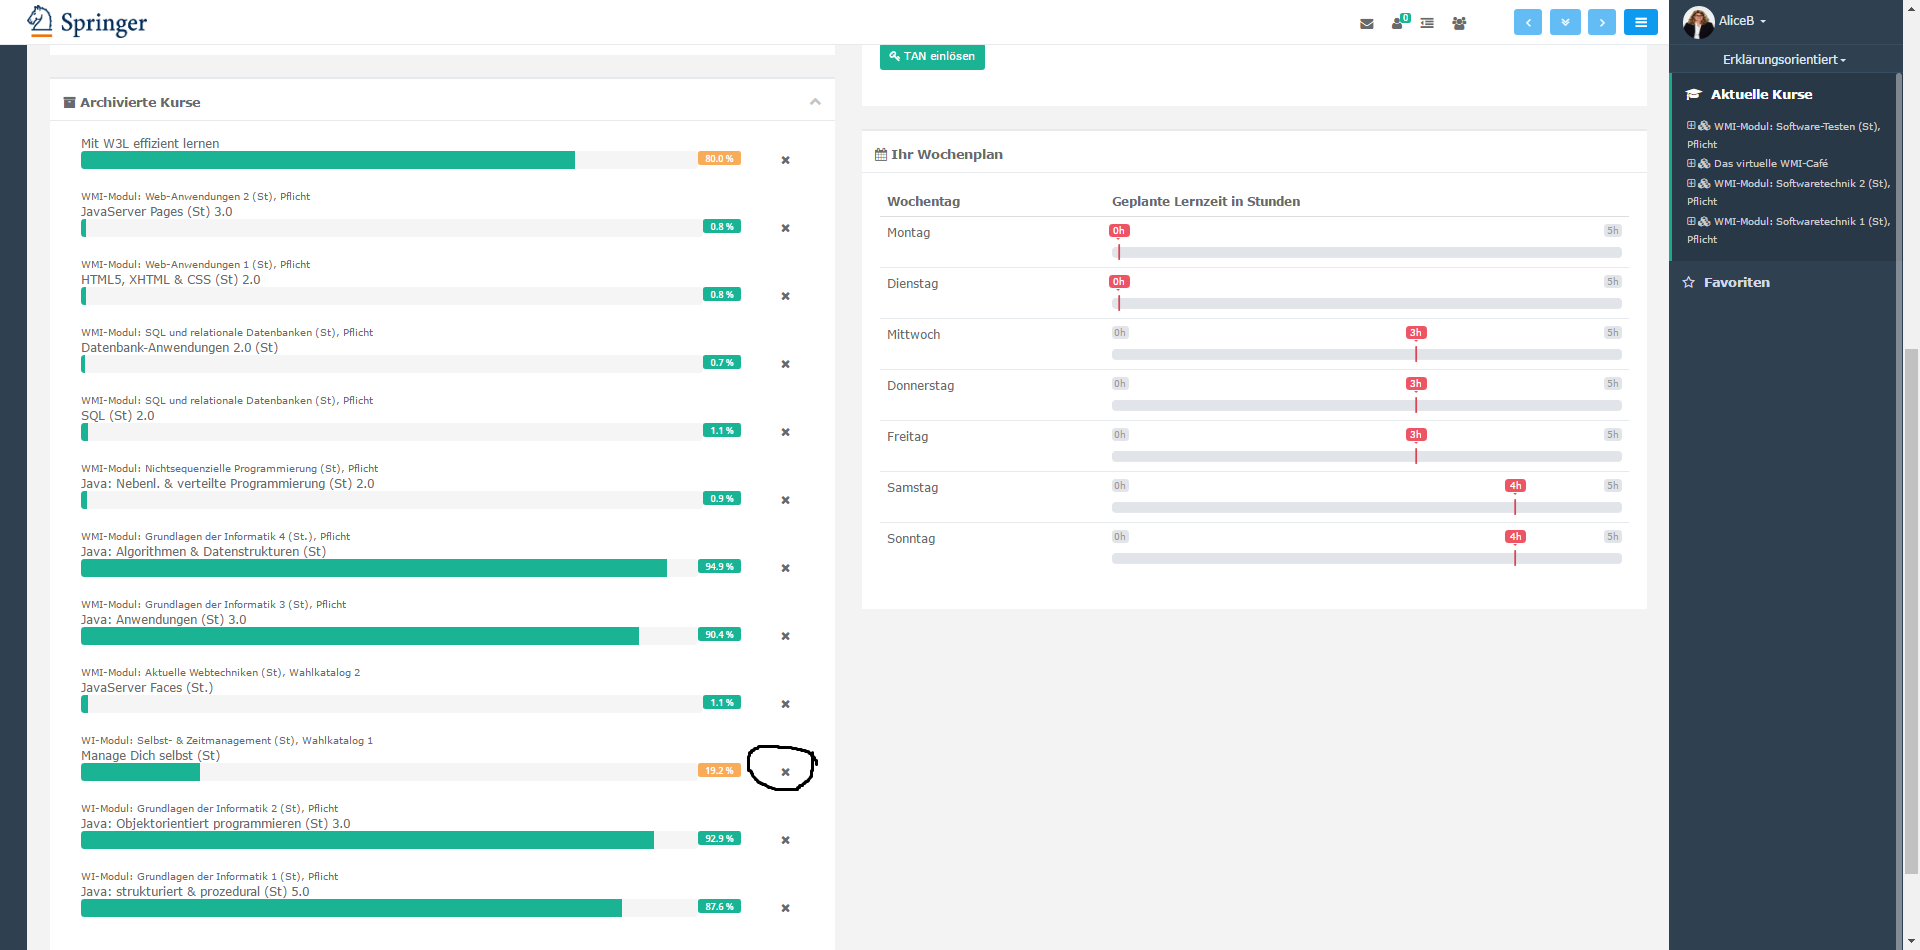 Springer
0
AliceB
Erklärungsorientiert
Aktuelle Kurse
WMI-Modul: Software-Testen (St),
Pflicht
Das virtuelle WMI-Café
WMI-Modul: Softwaretechnik 2 (St),
Pflicht
WMI-Modul: Softwaretechnik 1 (St),
Pflicht
Favoriten
TAN einlösen
Archivierte Kurse
Mit W3L effizient lernen
80.0 %
WMI-Modul: Web-Anwendungen 2 (St), Pflicht
JavaServer Pages (St) 3.0
0.8 %
WMI-Modul: Web-Anwendungen 1 (St), Pflicht
HTML5, XHTML & CSS (St) 2.0
0.8 %
WMI-Modul: SQL und relationale Datenbanken (St), Pflicht
Datenbank-Anwendungen 2.0 (St)
0.7 %
WMI-Modul: SQL und relationale Datenbanken (St), Pflicht
SQL (St) 2.0
1.1 %
WMI-Modul: Nichtsequenzielle Programmierung (St), Pflicht
Java: Nebenl. & verteilte Programmierung (St) 2.0
0.9 %
WMI-Modul: Grundlagen der Informatik 4 (St.), Pflicht
Java: Algorithmen & Datenstrukturen (St)
94.9 %
WMI-Modul: Grundlagen der Informatik 3 (St), Pflicht
Java: Anwendungen (St) 3.0
90.4 %
WMI-Modul: Aktuelle Webtechniken (St), Wahlkatalog 2
JavaServer Faces (St.)
1.1 %
WI-Modul: Selbst- & Zeitmanagement (St), Wahlkatalog 1
Manage Dich selbst (St)
19.2 %
WI-Modul: Grundlagen der Informatik 2 (St), Pflicht
Java: Objektorientiert programmieren (St) 3.0
92.9 %
WI-Modul: Grundlagen der Informatik 1 (St), Pflicht
Java: strukturiert & prozedural (St) 5.0
87.6 %
Ihr Wochenplan
Wochentag Geplante Lernzeit in Stunden
Montag 0h 5h
Dienstag 0h 5h
Mittwoch 0h 3h 5h
Donnerstag 0h 3h 5h
Freitag 0h 3h 5h
Samstag 0h 4h 5h
Sonntag 0h 4h 5h